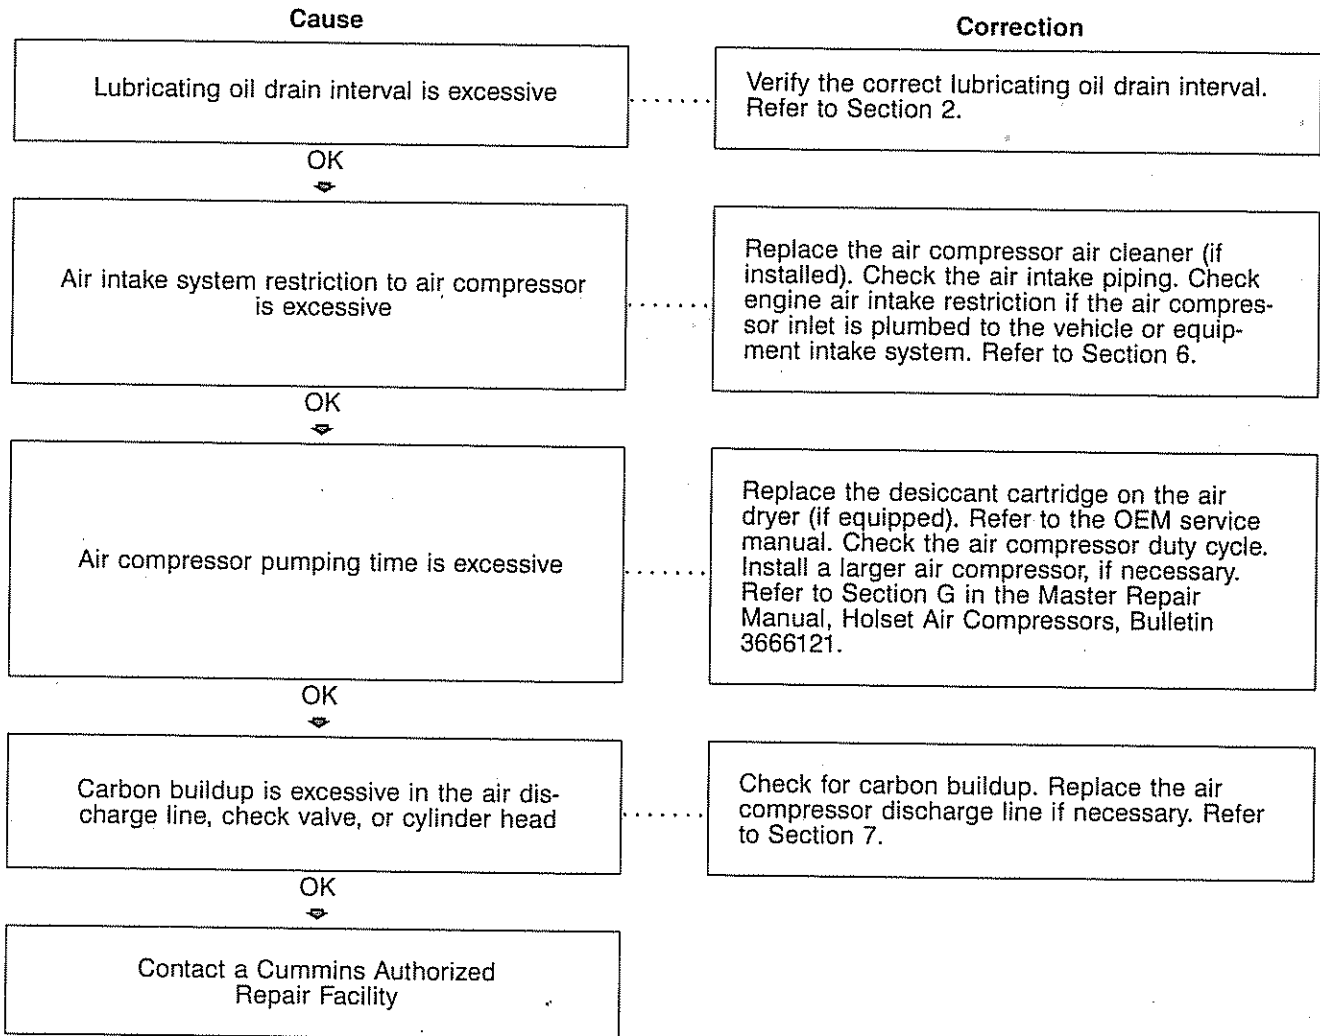 Cause
Correction
Lubricating oil drain interval is excessive
Verify the correct lubricating oil drain interval.
Refer to Section 2.
OK
Air intake system restriction to air compressor
is excessive
Replace the air compressor air cleaner (if
installed). Check the air intake piping. Check
engine air intake restriction if the air compres-
sor inlet is plumbed to the vehicle or equip-
ment intake system. Refer to Section 6.
OK
Air compressor pumping time is excessive
Replace the desiccant cartridge on the air
dryer (if equipped). Refer to the OEM service
manual. Check the air compressor duty cycle.
Install a larger air compressor, if necessary.
Refer to Section G in the Master Repair
Manual, Holset Air Compressors, Bulletin
3666121.
OK
Carbon buildup is excessive in the air dis-
charge line, check valve, or cylinder head
Check for carbon buildup. Replace the air
compressor discharge line if necessary. Refer
to Section 7.
OK
Contact a Cummins Authorized
Repair Facility